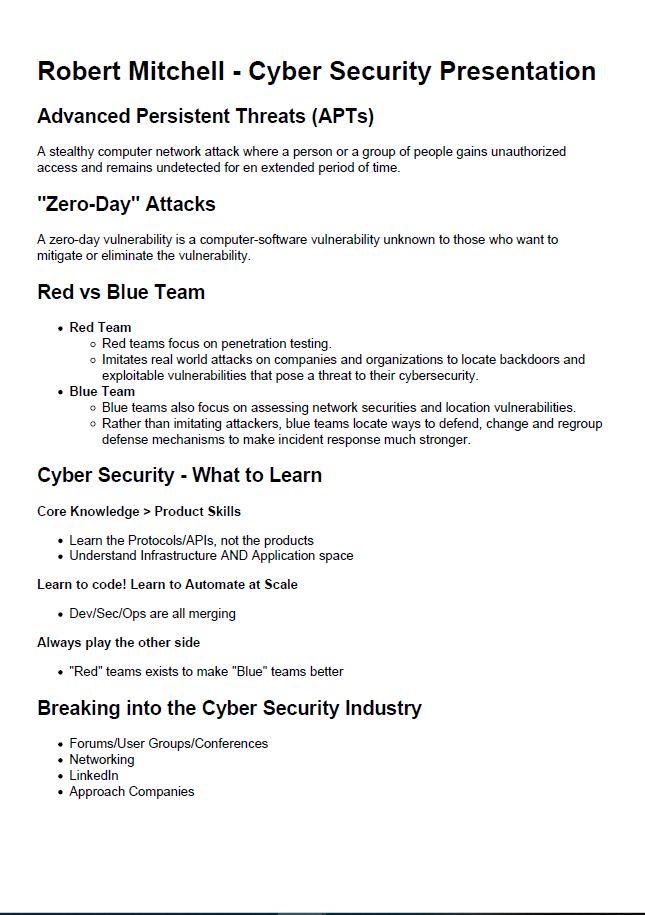 Robert Mitchell - Cyber Security Presentation
Advanced Persistent Threats (APTs)
A stealthy computer network attack where a person or a group of people gains unauthorized
access and remains undetected for en extended period of time.
"Zero-Day" Attacks
A zero-day vulnerability is a computer-software vulnerability unknown to those who want to
mitigate or eliminate the vulnerability.
Red vs Blue Team
• Red Team
◦ Red teams focus on penetration testing.
◦ Imitates real world attacks on companies and organizations to locate backdoors and
exploitable vulnerabilities that pose a threat to their cybersecurity.
• Blue Team
◦ Blue teams also focus on assessing network securities and location vulnerabilities.
◦ Rather than imitating attackers, blue teams locate ways to defend, change and regroup
defense mechanisms to make incident response much stronger.
Cyber Security - What to Learn
Core Knowledge > Product Skills
• Learn the Protocols/APIs, not the products
• Understand Infrastructure AND Application space
Learn to code! Learn to Automate at Scale
• Dev/Sec/Ops are all merging
Always play the other side
• "Red" teams exists to make "Blue" teams better
Breaking into the Cyber Security Industry
• Forums/User Groups/Conferences
• Networking
• LinkedIn
• Approach Companies